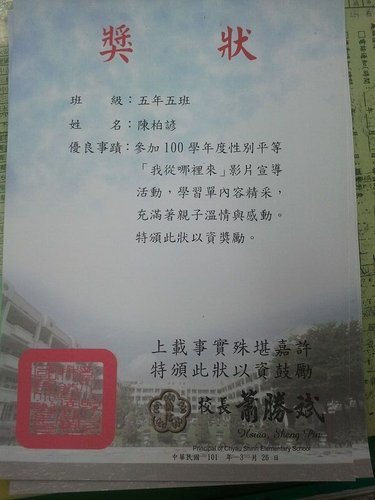 獎狀
班 級：五年五班
姓 名：陳柏諺
優良事蹟：參加100學年度性別平等
「我從哪裡來」影片宣導
活動，學習單內容精采，
充滿著親子溫情與感動。
特頒此狀以資獎勵。
上載事實殊堪嘉許
特頒此狀以資鼓勵
校長 蕭勝斌
Hsiao, Sheng Pin
Principal of Chyau Shinn Elementary School
中華民國 101 年 3 月 26 日